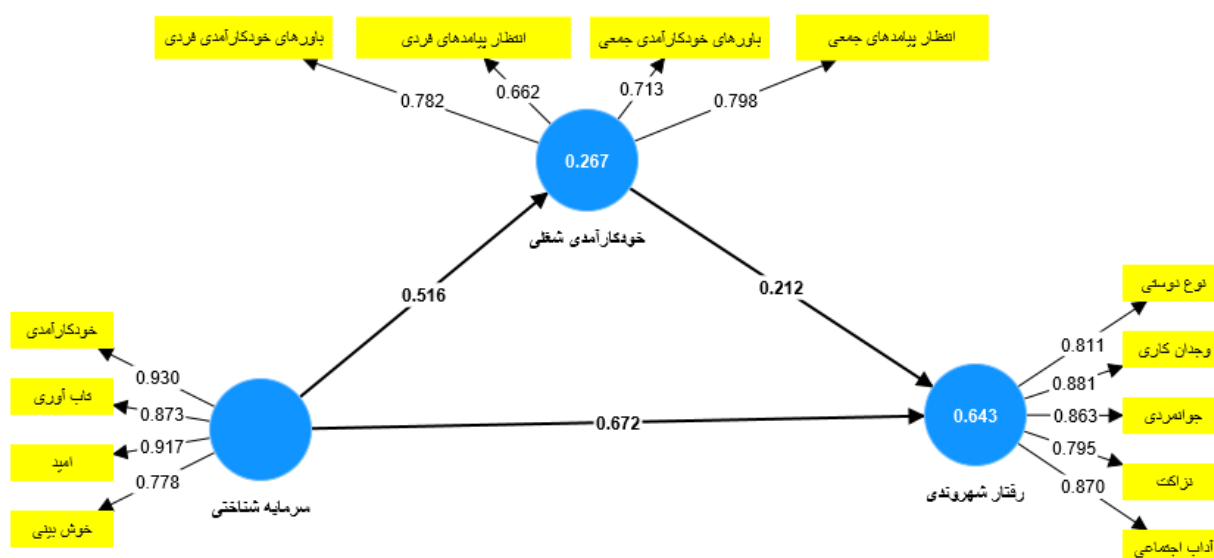 باورهای خودکارآمدی فردی
انتظار پیامدهای فردی
باورهای خودکارآمدی جمعی
انتظار پیامدهای جمعی
0.782
0.662
0.713
0.798
0.267
خودکارآمدی شغلی
0.516
0.212
خودکارآمدی
تاب آوری
امید
خوش بینی
0.930
0.873
0.917
0.778
سرمایه شناختی
0.672
0.643
رفتار شهروندی
0.811
0.881
0.863
0.795
0.870
نوع دوستی
وجدان کاری
جوانمردی
نزاکت
آداب اجتماعی